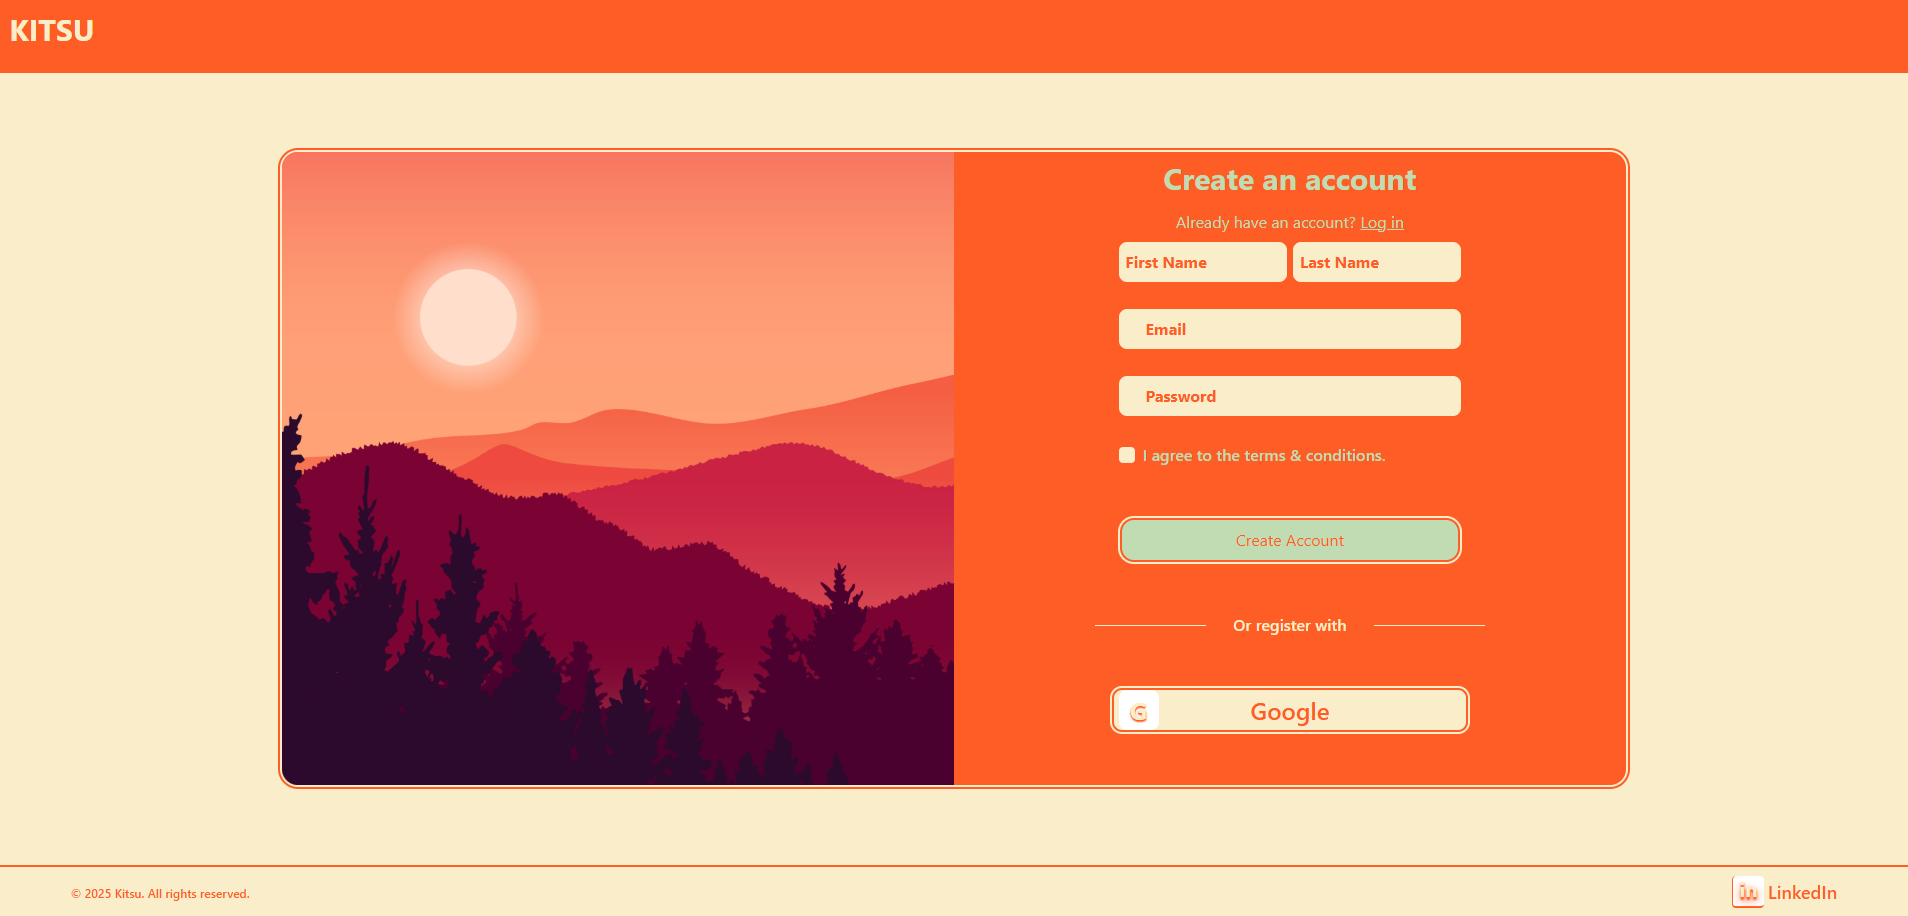 KITSU
Create an account
Already have an account? Log in
First Name Last Name
Email
Password
I agree to the terms & conditions.
Create Account
Or register with
G Google
© 2025 Kitsu. All rights reserved.
in LinkedIn